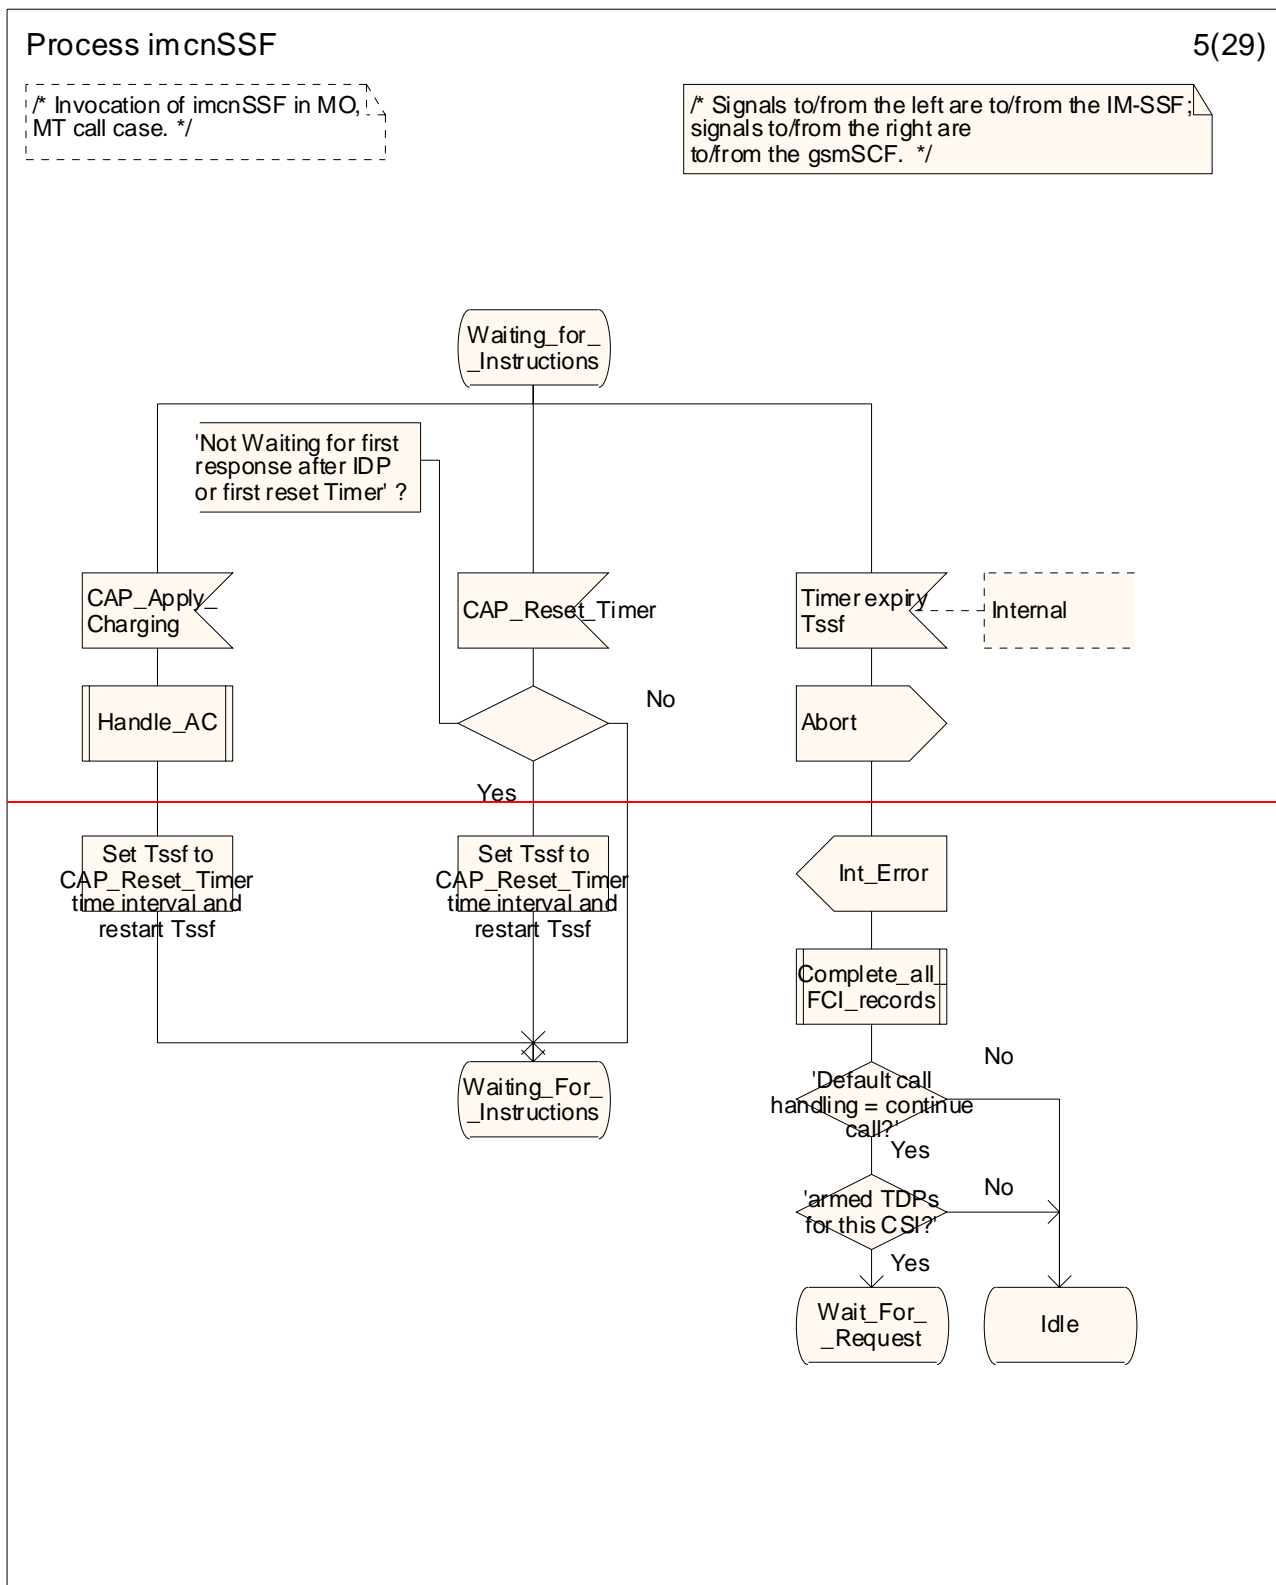 Process imcnSSF
5(29)
/* Invocation of imcnSSF in MO,
MT call case. */
/* Signals to/from the left are to/from the IM-SSF;
signals to/from the right are
to/from the gsmSCF. */
Waiting_for_
_Instructions
'Not Waiting for first
response after IDP
or first reset Timer' ?
CAP_Apply_
Charging
CAP_Reset_Timer
Timer expiry
Tssf
Internal
Handle_AC
No
Abort
Yes
Set Tssf to
CAP_Reset_Timer
time interval and
restart Tssf
Set Tssf to
CAP_Reset_Timer
time interval and
restart Tssf
Int_Error
Complete_all_
FCI_records
No
Waiting_For_
_Instructions
'Default call
handling = continue
call?'
Yes
'armed TDPs
for this CSI?'
No
Yes
Wait_For_
_Request
Idle